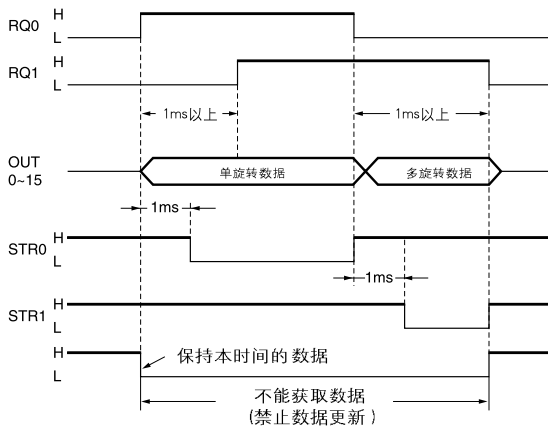 H
RQ0
L
H
RQ1
L
1ms以上
1ms以上
OUT
0~15
单旋转数据
多旋转数据
1ms
H
STR0
L
1ms
H
STR1
L
H
保持本时间的数据
L
不能获取数据
(禁止数据更新)